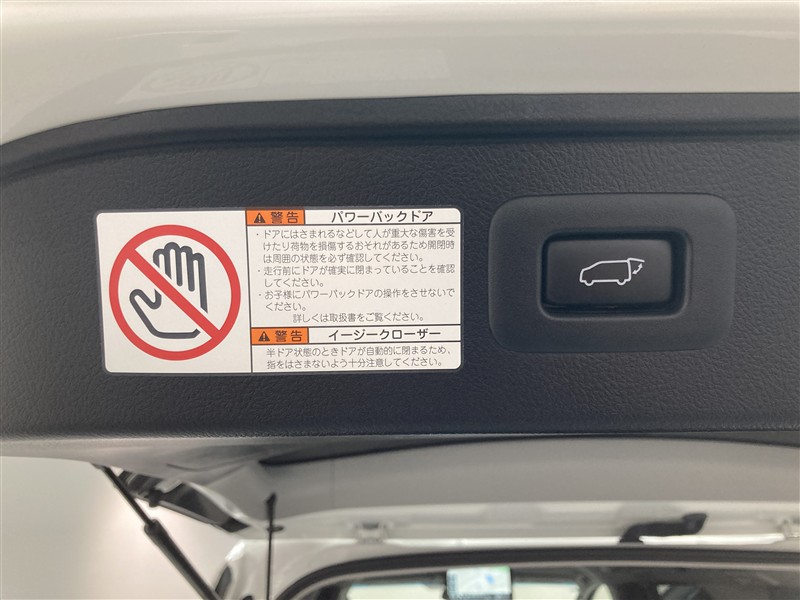 警告 パワーバックドア
・ドアにはさまれるなどして人が重大な傷害を受
けたり荷物を損傷するおそれがあるため開閉時
は周囲の状態を必ず確認してください。
・走行前にドアが確実に閉まっていることを確認
してください。
・お子様にパワーバックドアの操作をさせないで
ください。
詳しくは取扱書をご覧ください。
警告 イージークローザー
半ドア状態のときドアが自動的に閉まるため、
指をはさまないよう十分注意してください。